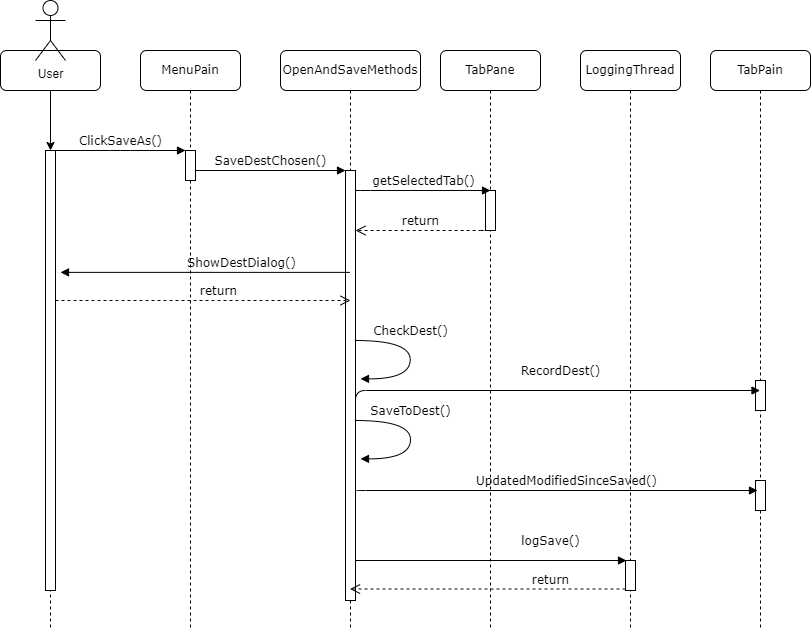 User
MenuPain
OpenAndSaveMethods
TabPane
LoggingThread
TabPain
ClickSaveAs()
SaveDestChosen()
getSelectedTab()
return
ShowDestDialog()
return
CheckDest()
RecordDest()
SaveToDest()
UpdatedModifiedSinceSaved()
logSave()
return